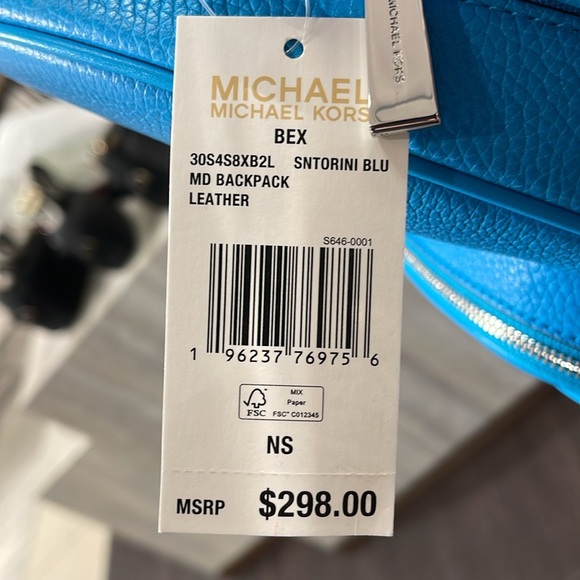 MICHAEL KORS
MICHAEL
MICHAEL KORS
BEX
30S4S8XB2L SNTORINI BLU
MD BACKPACK
LEATHER
S646-0001
1 96237 76975 6
MIX
Paper
FSC
FSC™ C012345
NS
MSRP $298.00